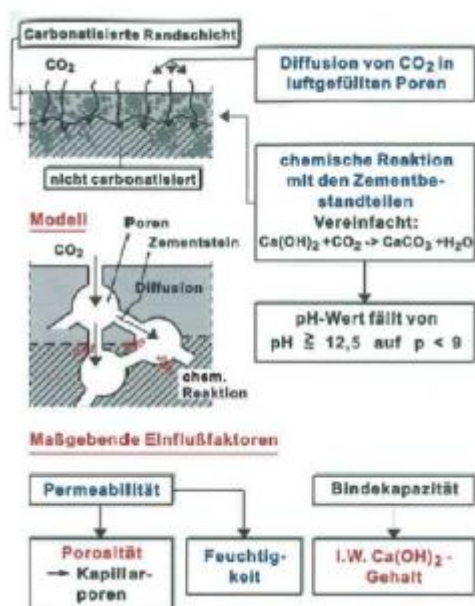 Carbonatisierte Randschicht
CO₂
Diffusion von CO₂ in
luftgefüllten Poren
nicht carbonatisiert
chemische Reaktion
mit den Zementbe-
standteilen
Vereinfacht:
Ca(OH)₂ +CO₂ -> CaCO₃ +H₂O
Modell
Poren
Zementstein
CO₂
Diffusion
chem.
Reaktion
pH-Wert fällt von
pH ≧ 12,5 auf p < 9
Maßgebende Einflußfaktoren
Permeabilität
Bindekapazität
Porosität
→ Kapillar-
poren
Feuchtig-
keit
I.W. Ca(OH)₂ -
Gehalt